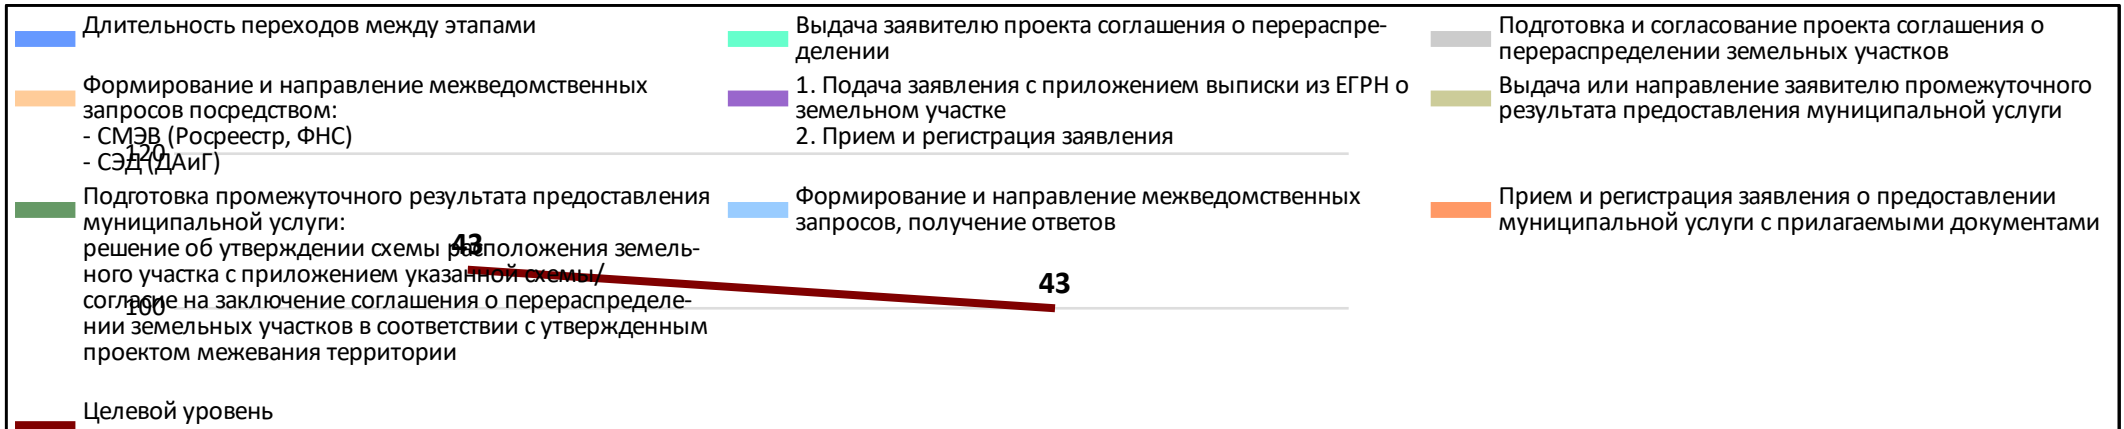 Длительность переходов между этапами
Выдача заявителю проекта соглашения о перераспре-
делении
Подготовка и согласование проекта соглашения о
перераспределении земельных участков
Формирование и направление межведомственных
запросов посредством:
- СМЭВ (Росреестр, ФНС)
- СЭД (ДАиГ)
1. Подача заявления с приложением выписки из ЕГРН о
земельном участке
2. Прием и регистрация заявления
Выдача или направление заявителю промежуточного
результата предоставления муниципальной услуги
120
Подготовка промежуточного результата предоставления
муниципальной услуги:
решение об утверждении схемы расположения земель-
ного участка с приложением указанной схемы/
согласие на заключение соглашения о перераспределе-
нии земельных участков в соответствии с утвержденным
проектом межевания территории
Формирование и направление межведомственных
запросов, получение ответов
Прием и регистрация заявления о предоставлении
муниципальной услуги с прилагаемыми документами
43
43
100
Целевой уровень